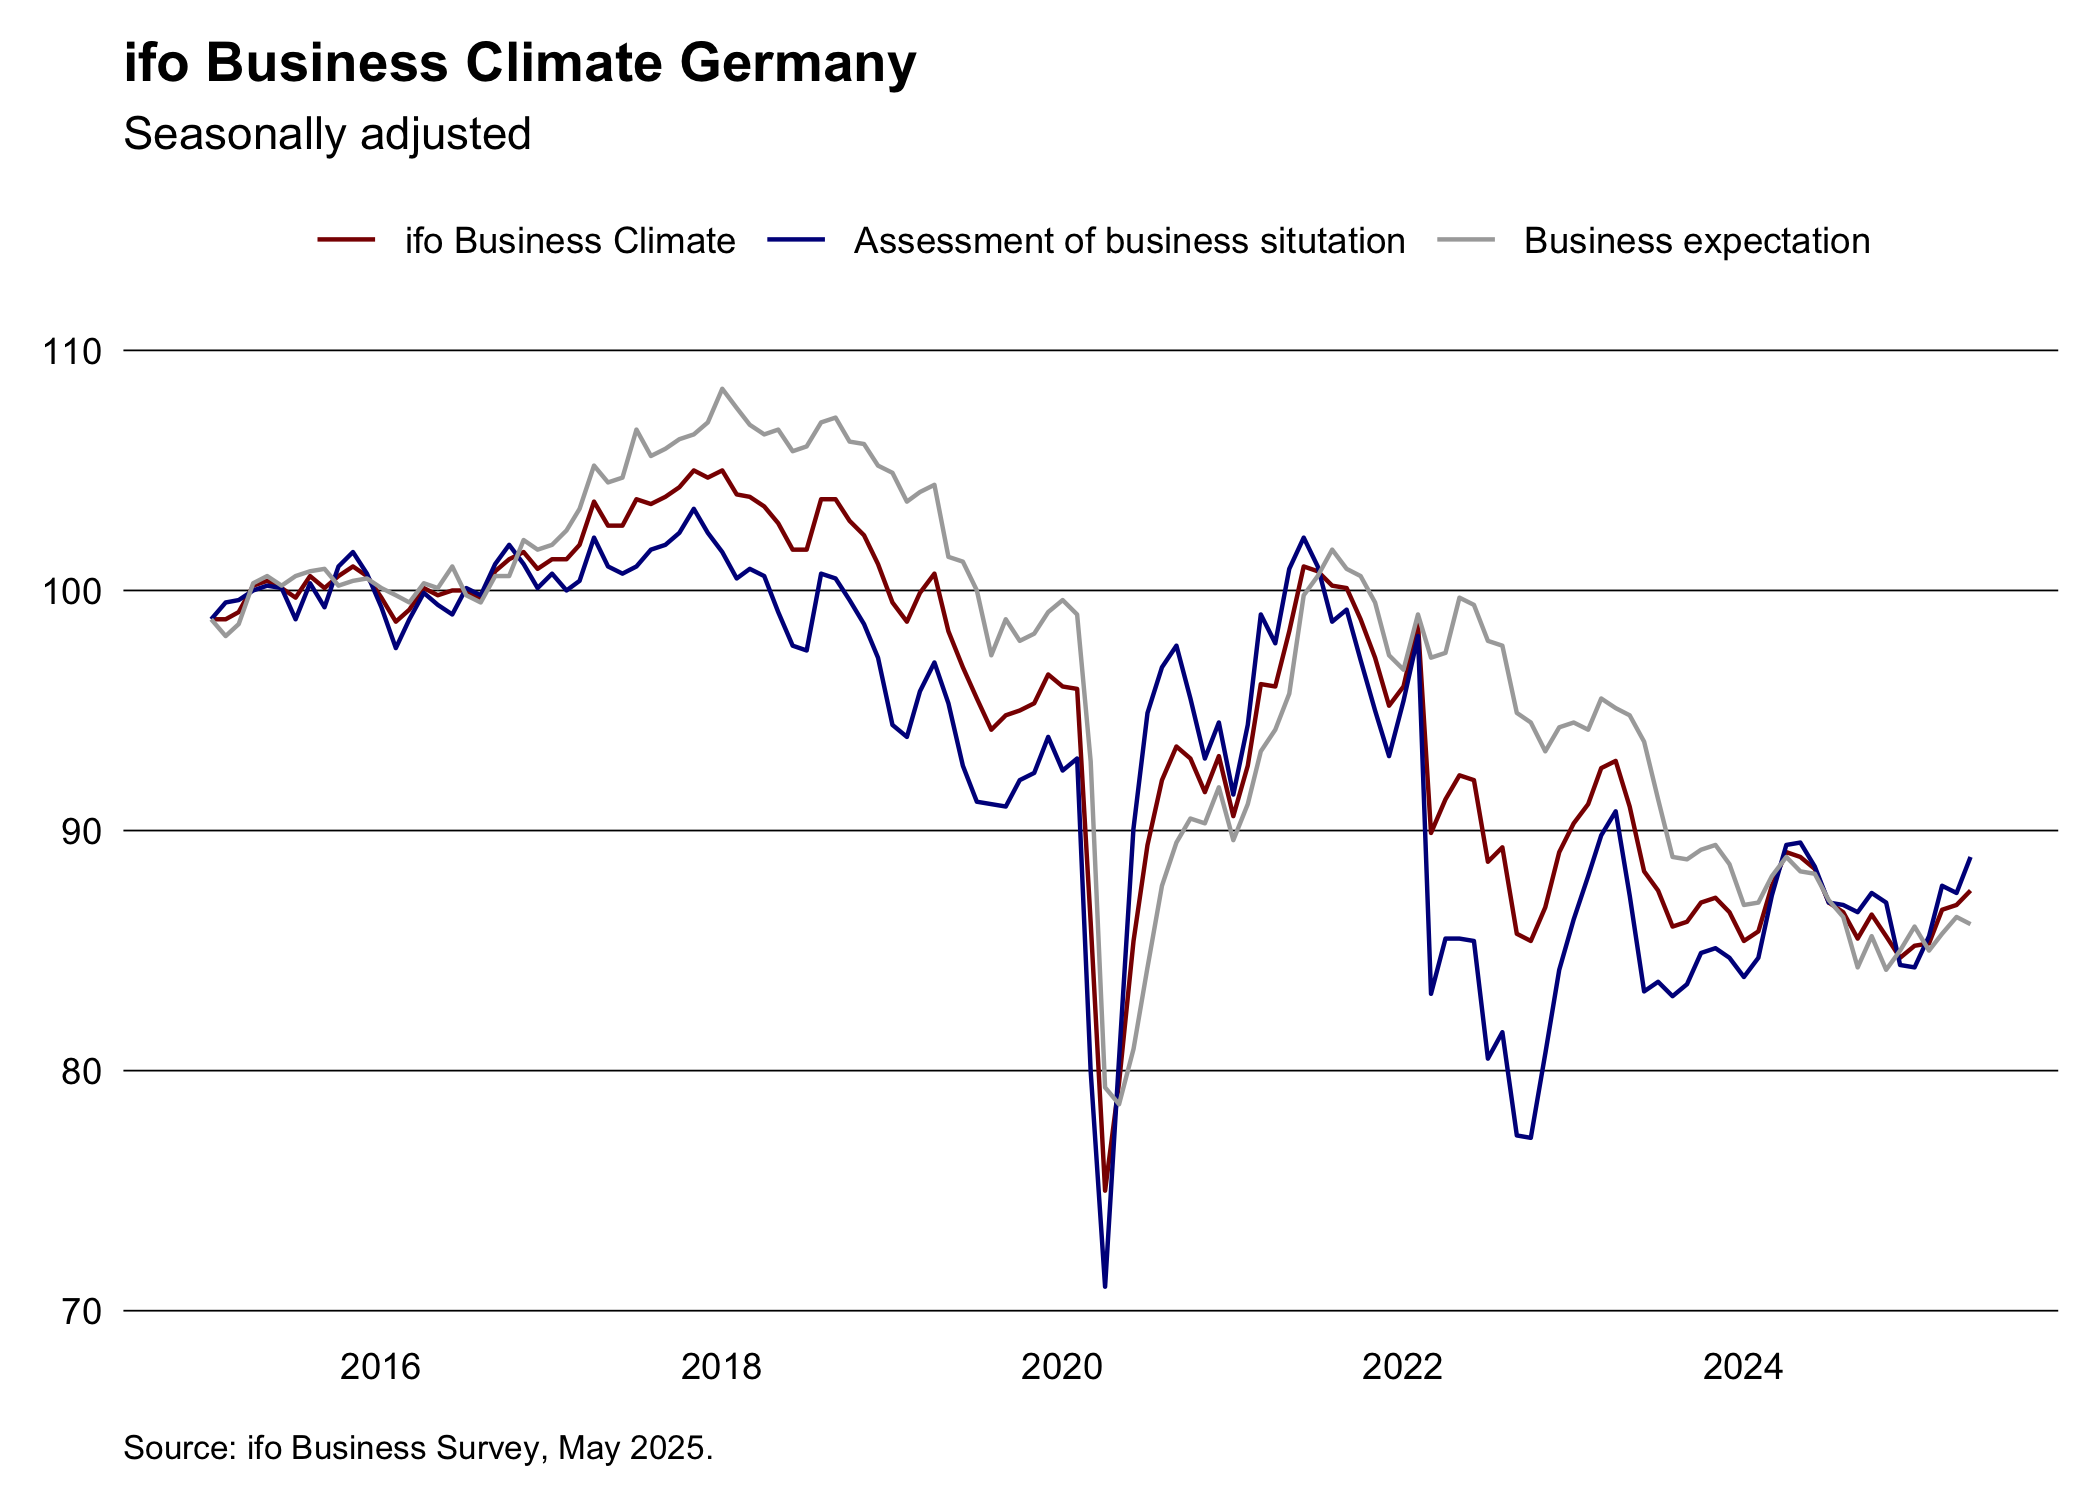 ifo Business Climate Germany
Seasonally adjusted
ifo Business Climate Assessment of business situtation Business expectation
110
100
90
80
70
2016 2018 2020 2022 2024
Source: ifo Business Survey, May 2025.